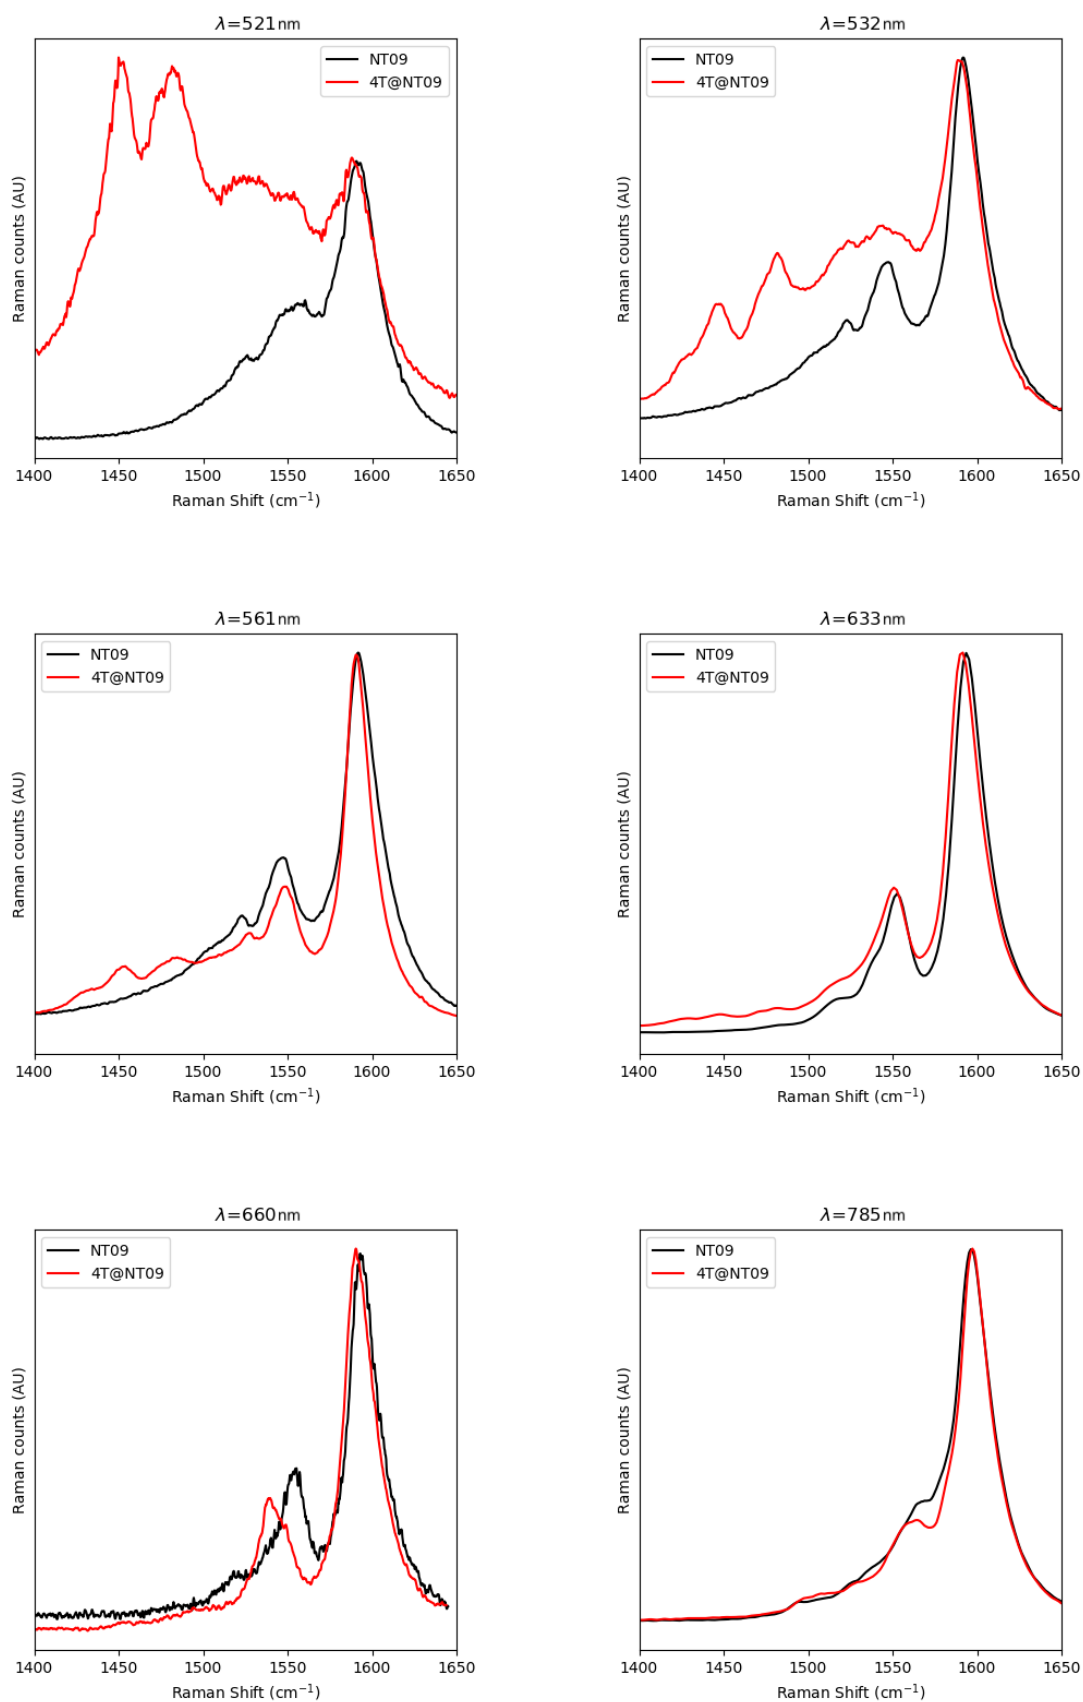 λ=521nm
NT09
4T@NT09
Raman counts (AU)
1400 1450 1500 1550 1600 1650
Raman Shift (cm⁻¹)
λ=532nm
NT09
4T@NT09
Raman counts (AU)
1400 1450 1500 1550 1600 1650
Raman Shift (cm⁻¹)
λ=561nm
NT09
4T@NT09
Raman counts (AU)
1400 1450 1500 1550 1600 1650
Raman Shift (cm⁻¹)
λ=633nm
NT09
4T@NT09
Raman counts (AU)
1400 1450 1500 1550 1600 1650
Raman Shift (cm⁻¹)
λ=660nm
NT09
4T@NT09
Raman counts (AU)
1400 1450 1500 1550 1600 1650
Raman Shift (cm⁻¹)
λ=785nm
NT09
4T@NT09
Raman counts (AU)
1400 1450 1500 1550 1600 1650
Raman Shift (cm⁻¹)